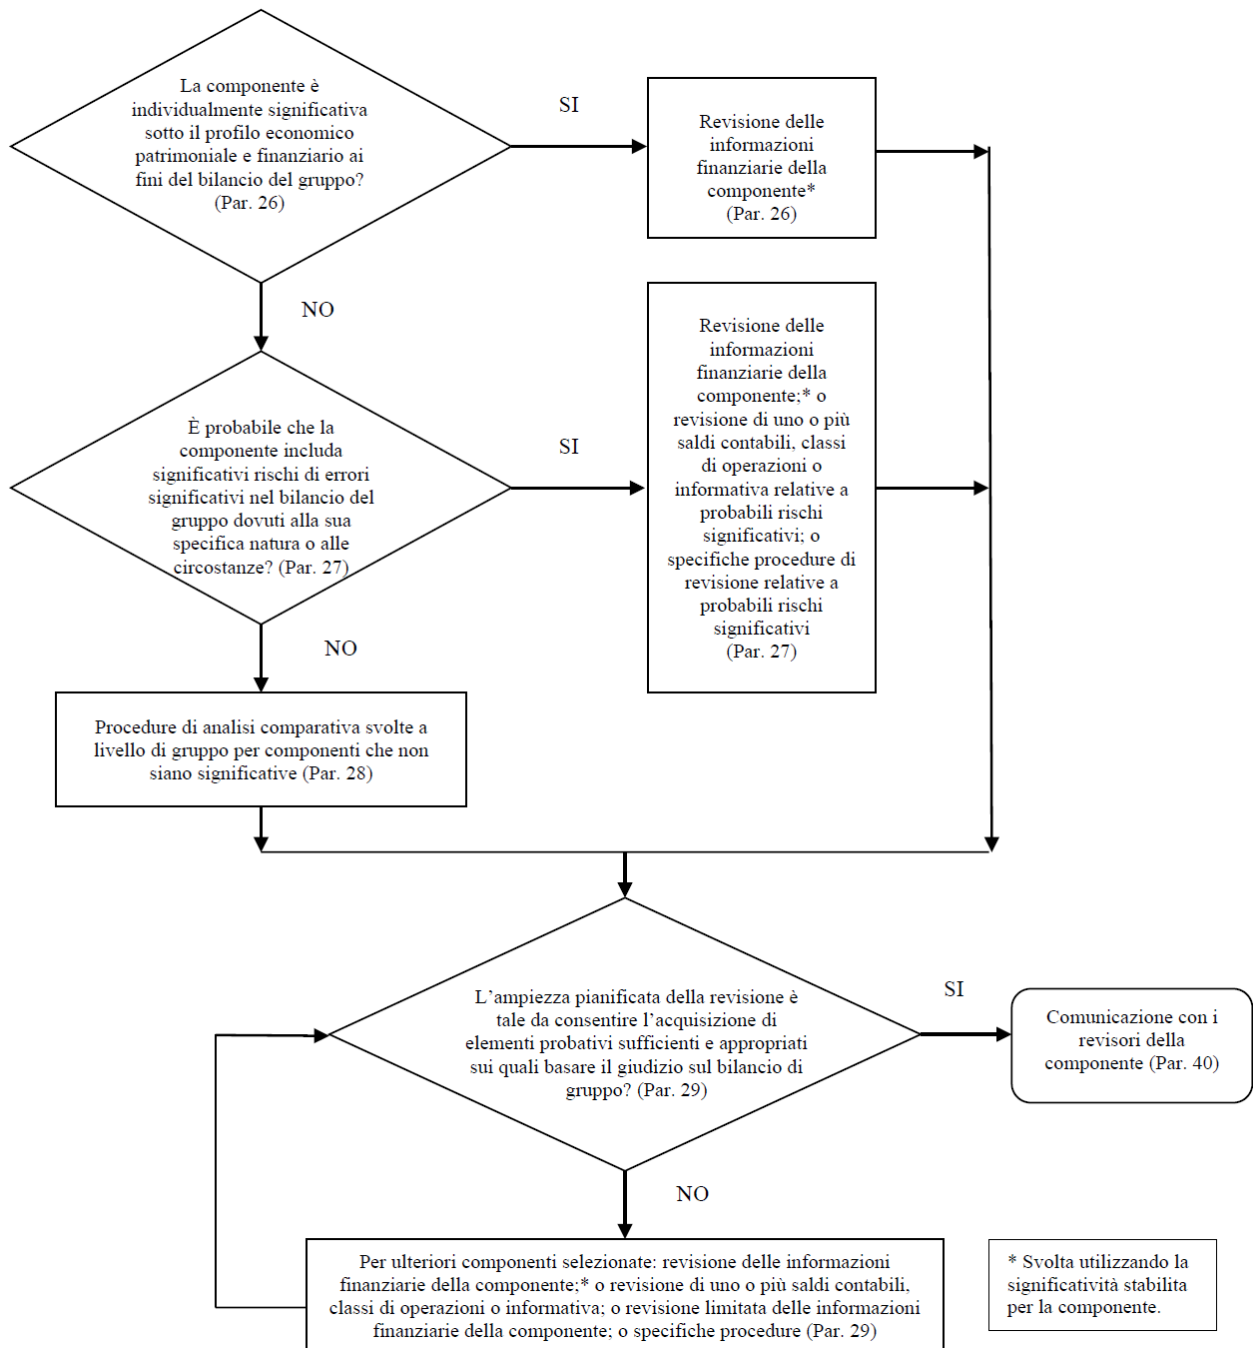 La componente è
individualmente significativa
sotto il profilo economico
patrimoniale e finanziario ai
fini del bilancio del gruppo?
(Par. 26)
SI
Revisione delle
informazioni
finanziarie della
componente*
(Par. 26)
NO
È probabile che la
componente includa
significativi rischi di errori
significativi nel bilancio del
gruppo dovuti alla sua
specifica natura o alle
circostanze? (Par. 27)
SI
Revisione delle
informazioni
finanziarie della
componente;* o
revisione di uno o più
saldi contabili, classi
di operazioni o
informativa relative a
probabili rischi
significativi; o
specifiche procedure di
revisione relative a
probabili rischi
significativi
(Par. 27)
NO
Procedure di analisi comparativa svolte a
livello di gruppo per componenti che non
siano significative (Par. 28)
L’ampiezza pianificata della revisione è
tale da consentire l’acquisizione di
elementi probativi sufficienti e appropriati
sui quali basare il giudizio sul bilancio di
gruppo? (Par. 29)
SI
Comunicazione con i
revisori della
componente (Par. 40)
NO
Per ulteriori componenti selezionate: revisione delle informazioni
finanziarie della componente;* o revisione di uno o più saldi contabili,
classi di operazioni o informativa; o revisione limitata delle informazioni
finanziarie della componente; o specifiche procedure (Par. 29)
* Svolta utilizzando la
significatività stabilita
per la componente.